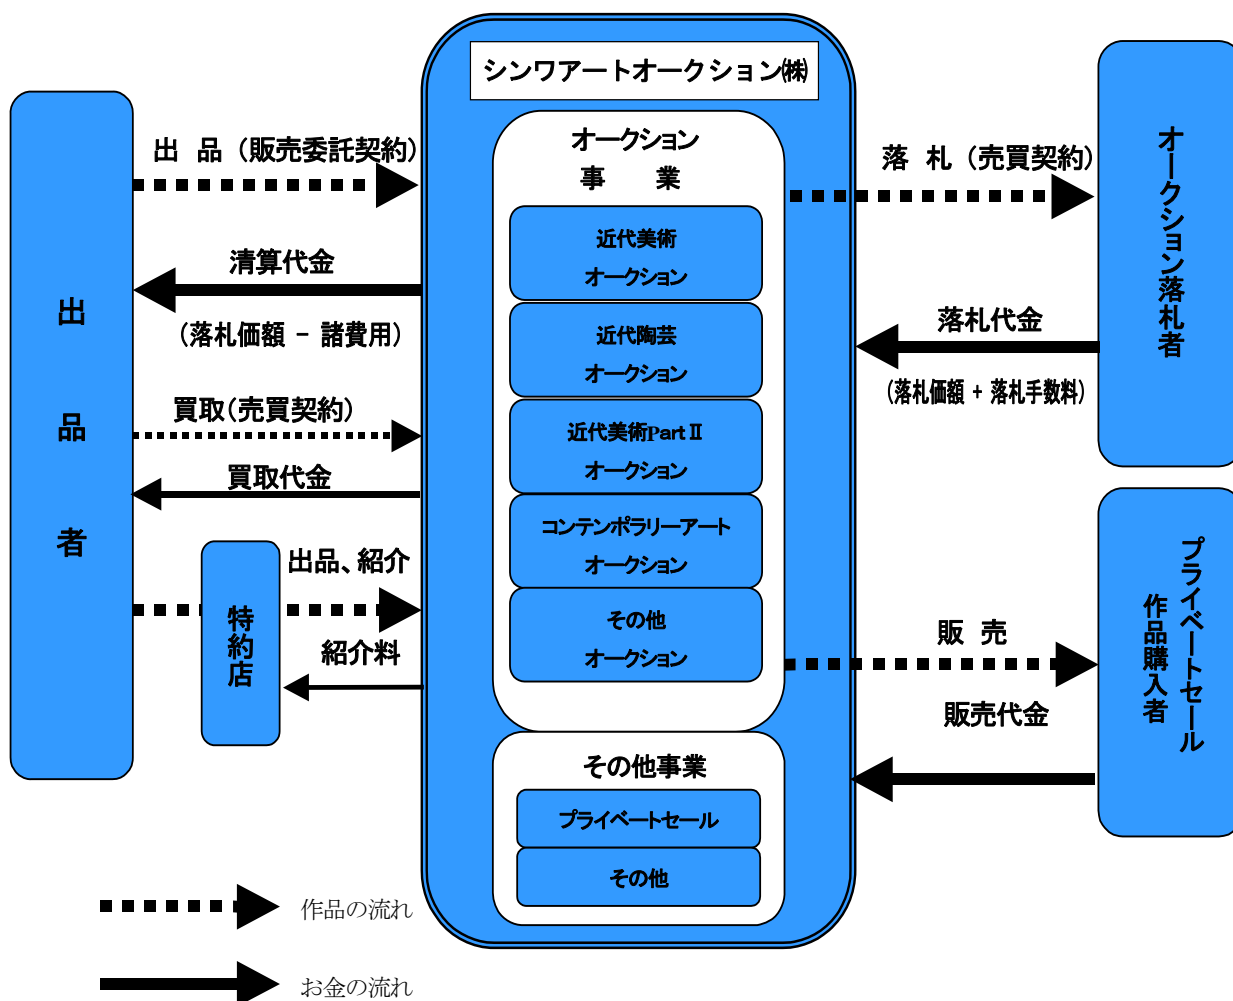 シンワアートオークション㈱
出品者
出 品（販売委託契約）
清算代金
（落札価額 － 諸費用）
買取（売買契約）
買取代金
特約店
出品、紹介
紹介料
オークション
事 業
近代美術
オークション
近代陶芸
オークション
近代美術PartⅡ
オークション
コンテンポラリーアート
オークション
その他
オークション
その他事業
プライベートセール
その他
落 札（売買契約）
落札代金
（落札価額 + 落札手数料）
オークション落札者
販 売
販売代金
プライベートセール
作品購入者
作品の流れ
お金の流れ